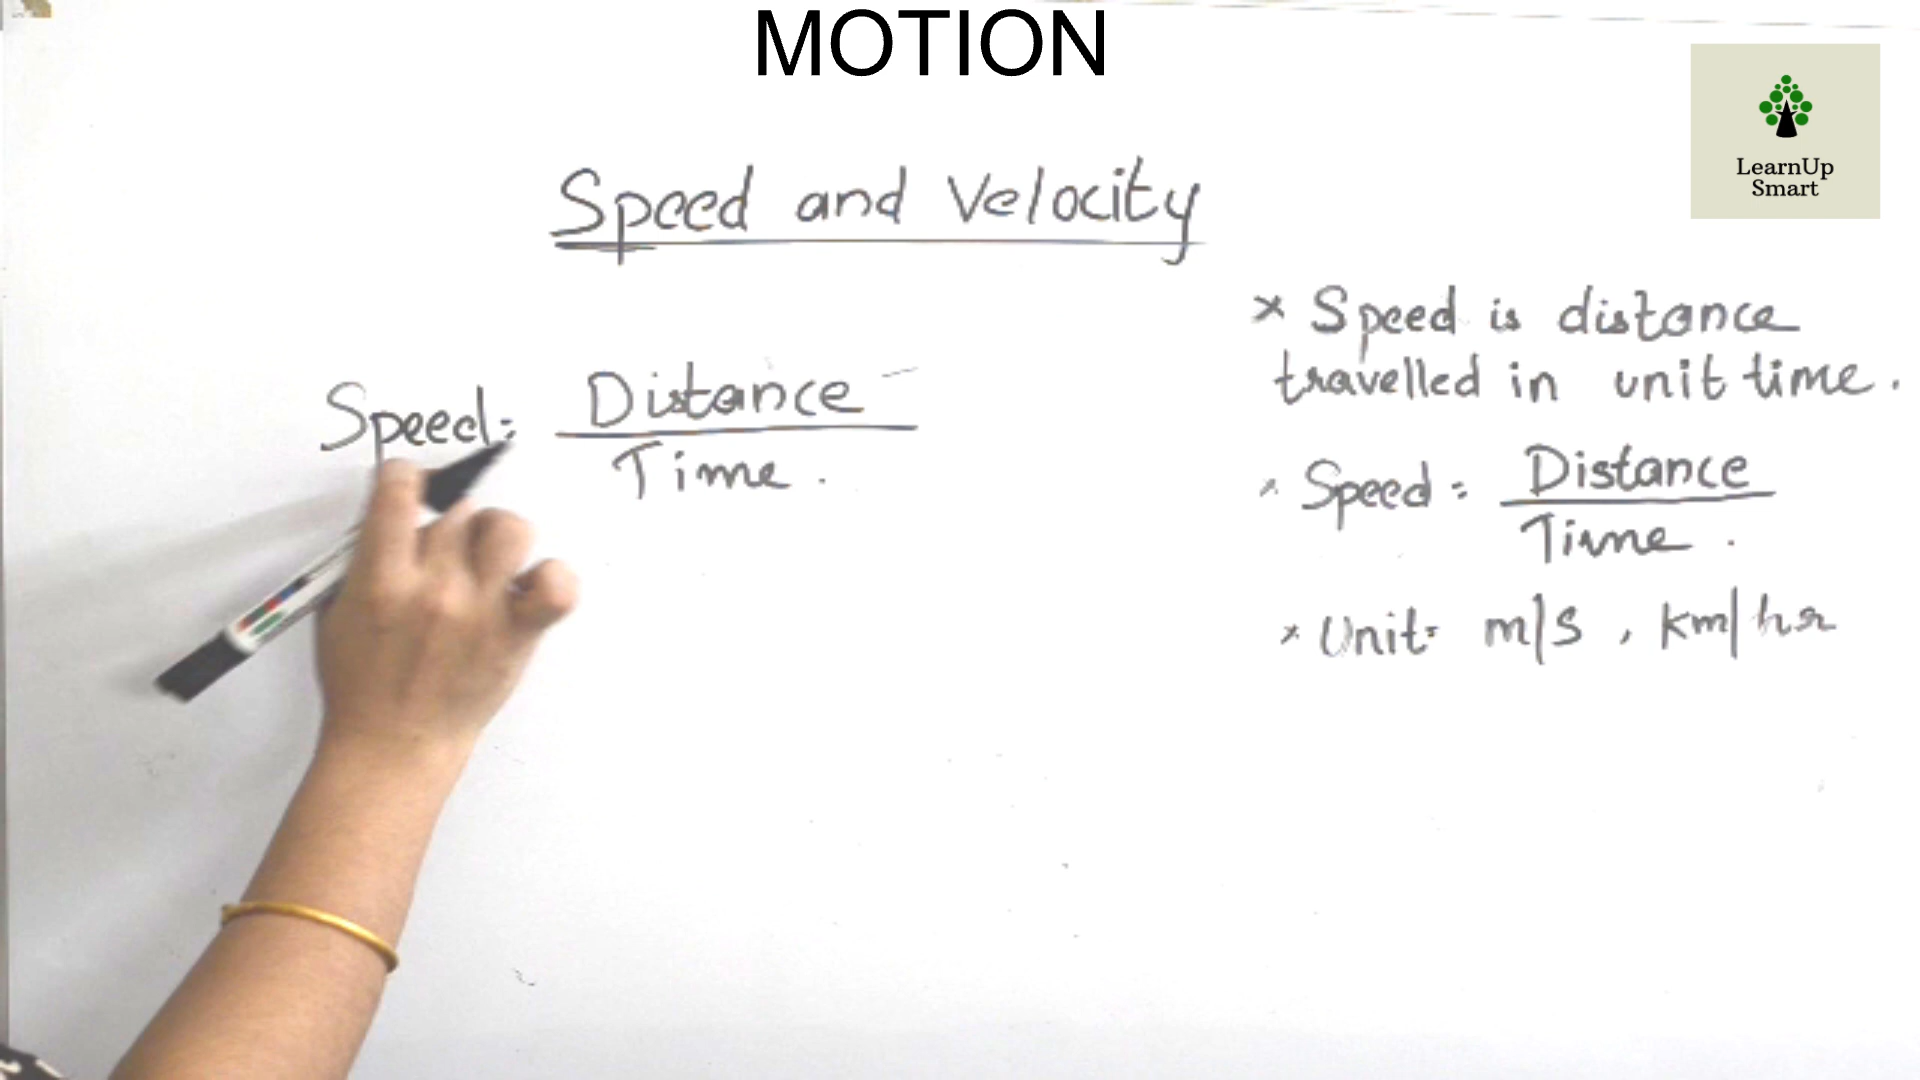 MOTION
LearnUp
Smart
Speed and Velocity
Speed = Distance
Time.
* Speed is distance
travelled in unit time.
* Speed = Distance
Time.
* Unit = m/s, km/hr